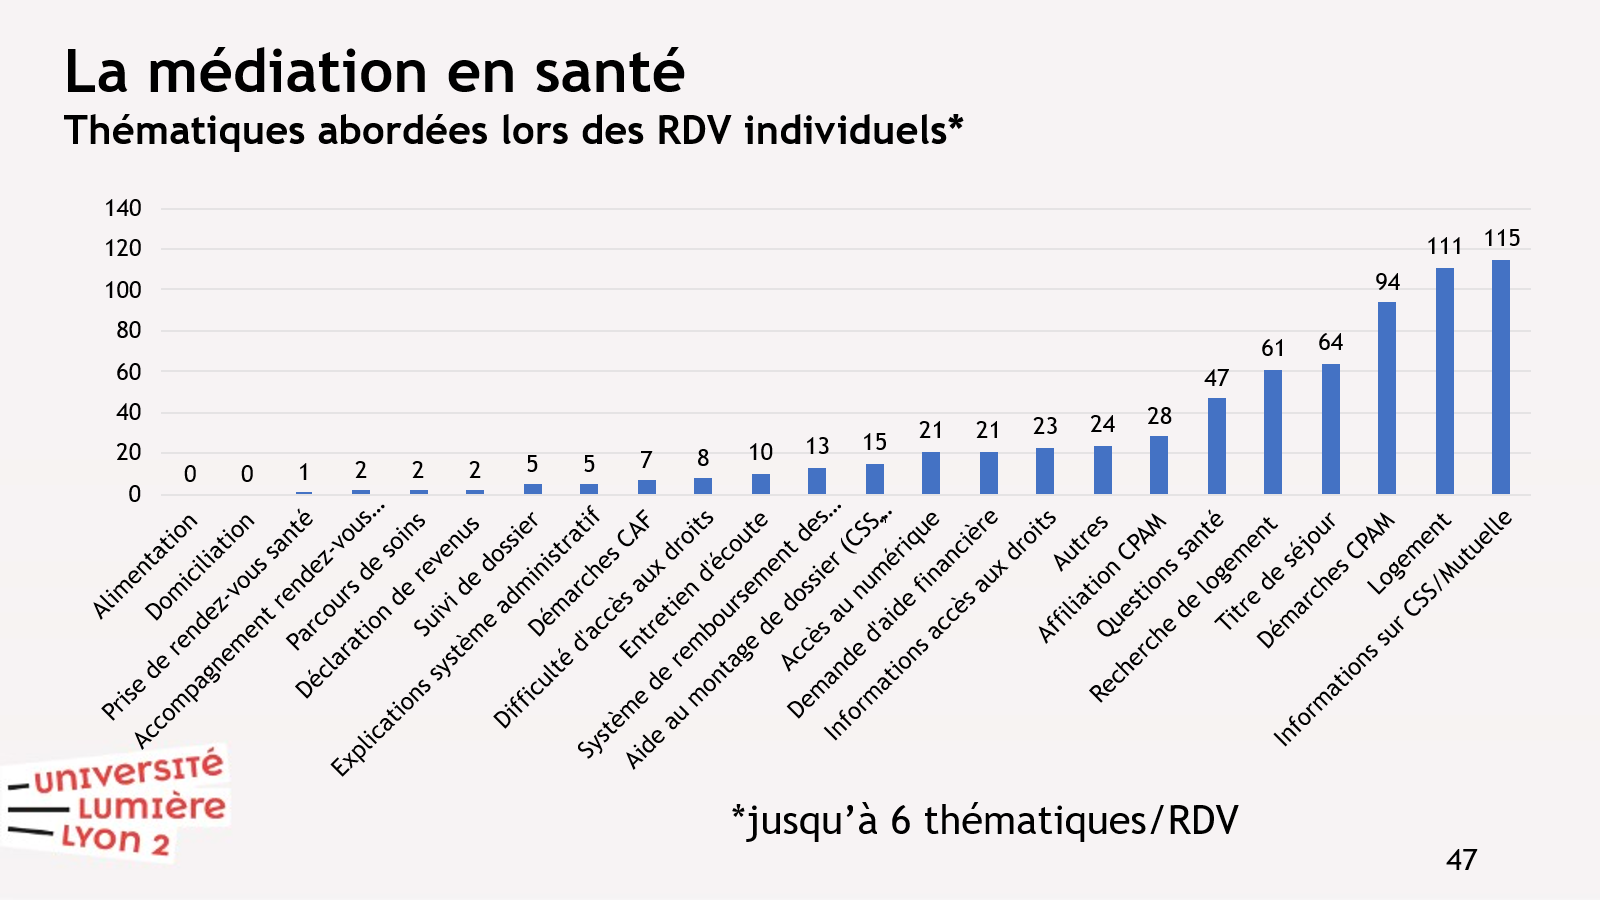 La médiation en santé
Thématiques abordées lors des RDV individuels*
140
120
100
80
60
40
20
0
0
0
1
2
2
2
5
5
7
8
10
13
15
21
21
23
24
28
47
61
64
94
111
115
Alimentation
Domiciliation
Prise de rendez-vous santé
Accompagnement rendez-vous…
Parcours de soins
Déclaration de revenus
Suivi de dossier
Explications système administratif
Démarches CAF
Difficulté d'accès aux droits
Entretien d'écoute
Système de remboursement des…
Aide au montage de dossier (CSS,…
Accès au numérique
Demande d'aide financière
Informations accès aux droits
Autres
Affiliation CPAM
Questions santé
Recherche de logement
Titre de séjour
Démarches CPAM
Logement
Informations sur CSS/Mutuelle
UNIVERSITÉ
LUMIÈRE
LYON 2
*jusqu’à 6 thématiques/RDV
47